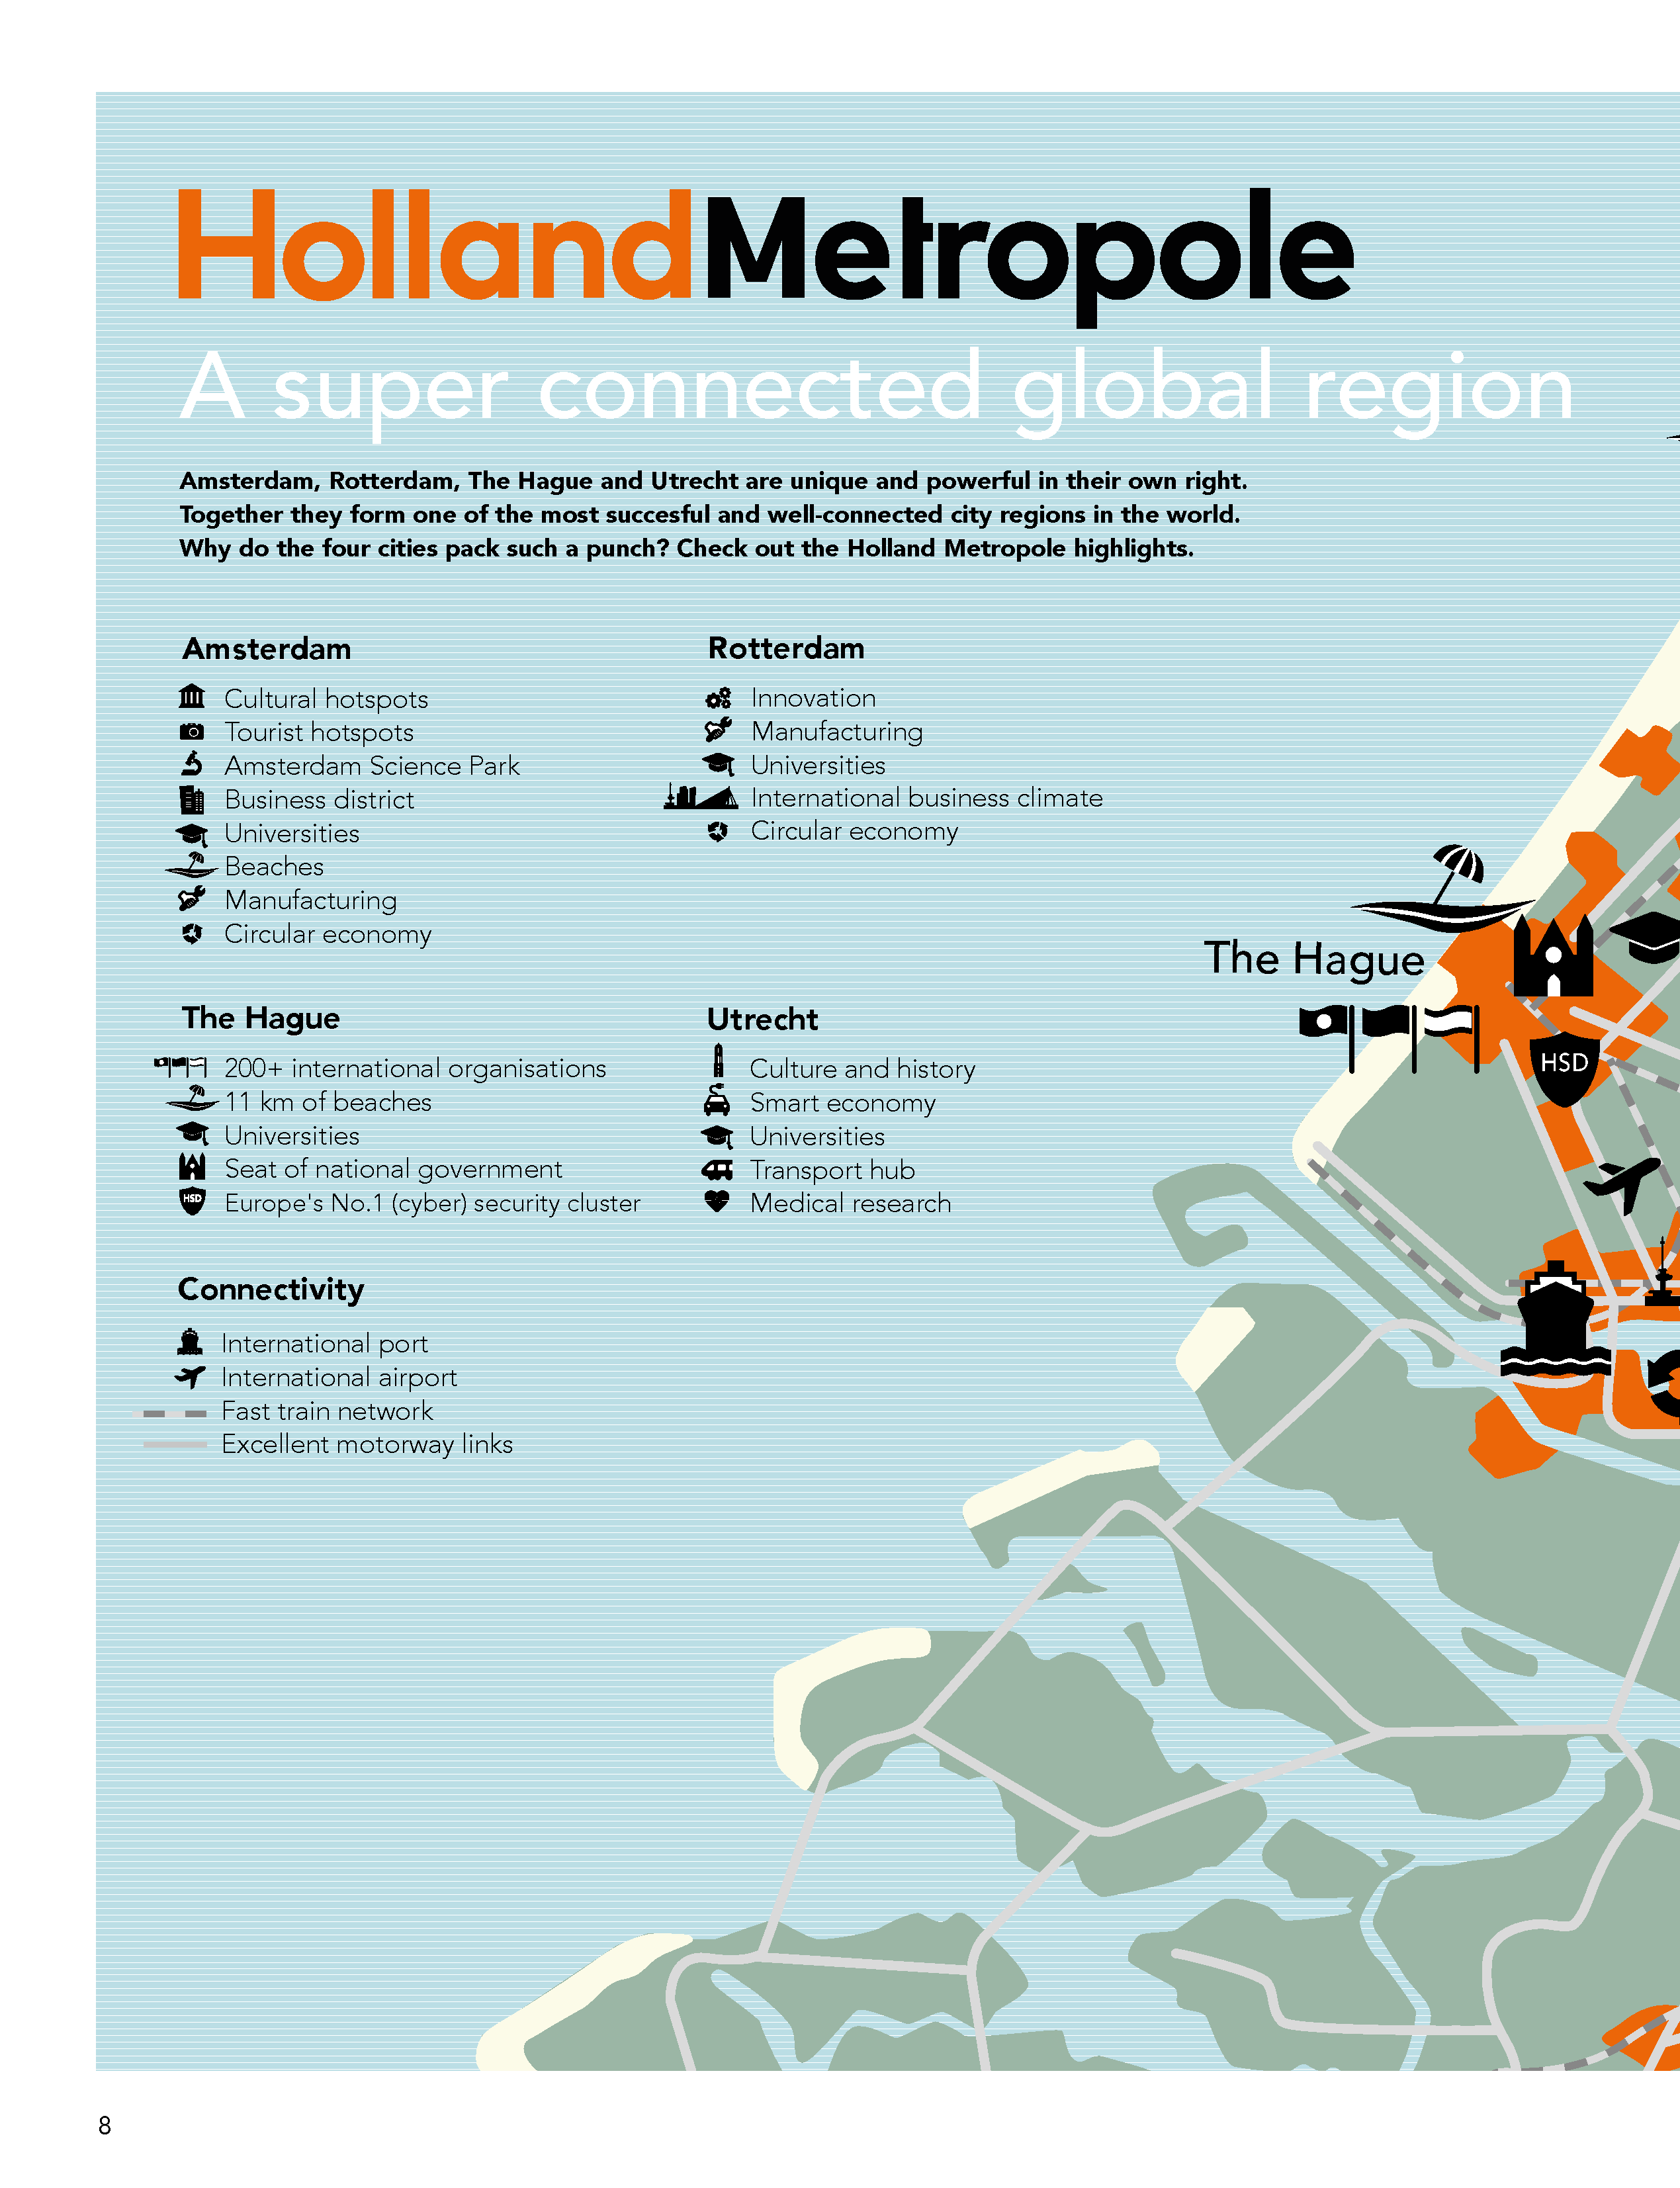 HollandMetropole
A super connected global region
Amsterdam, Rotterdam, The Hague and Utrecht are unique and powerful in their own right.
Together they form one of the most succesful and well-connected city regions in the world.
Why do the four cities pack such a punch? Check out the Holland Metropole highlights.
Amsterdam
Cultural hotspots
Tourist hotspots
Amsterdam Science Park
Business district
Universities
Beaches
Manufacturing
Circular economy
Rotterdam
Innovation
Manufacturing
Universities
International business climate
Circular economy
The Hague
200+ international organisations
11 km of beaches
Universities
Seat of national government
HSD Europe's No.1 (cyber) security cluster
Utrecht
Culture and history
Smart economy
Universities
Transport hub
Medical research
Connectivity
International port
International airport
Fast train network
Excellent motorway links
The Hague
HSD
8